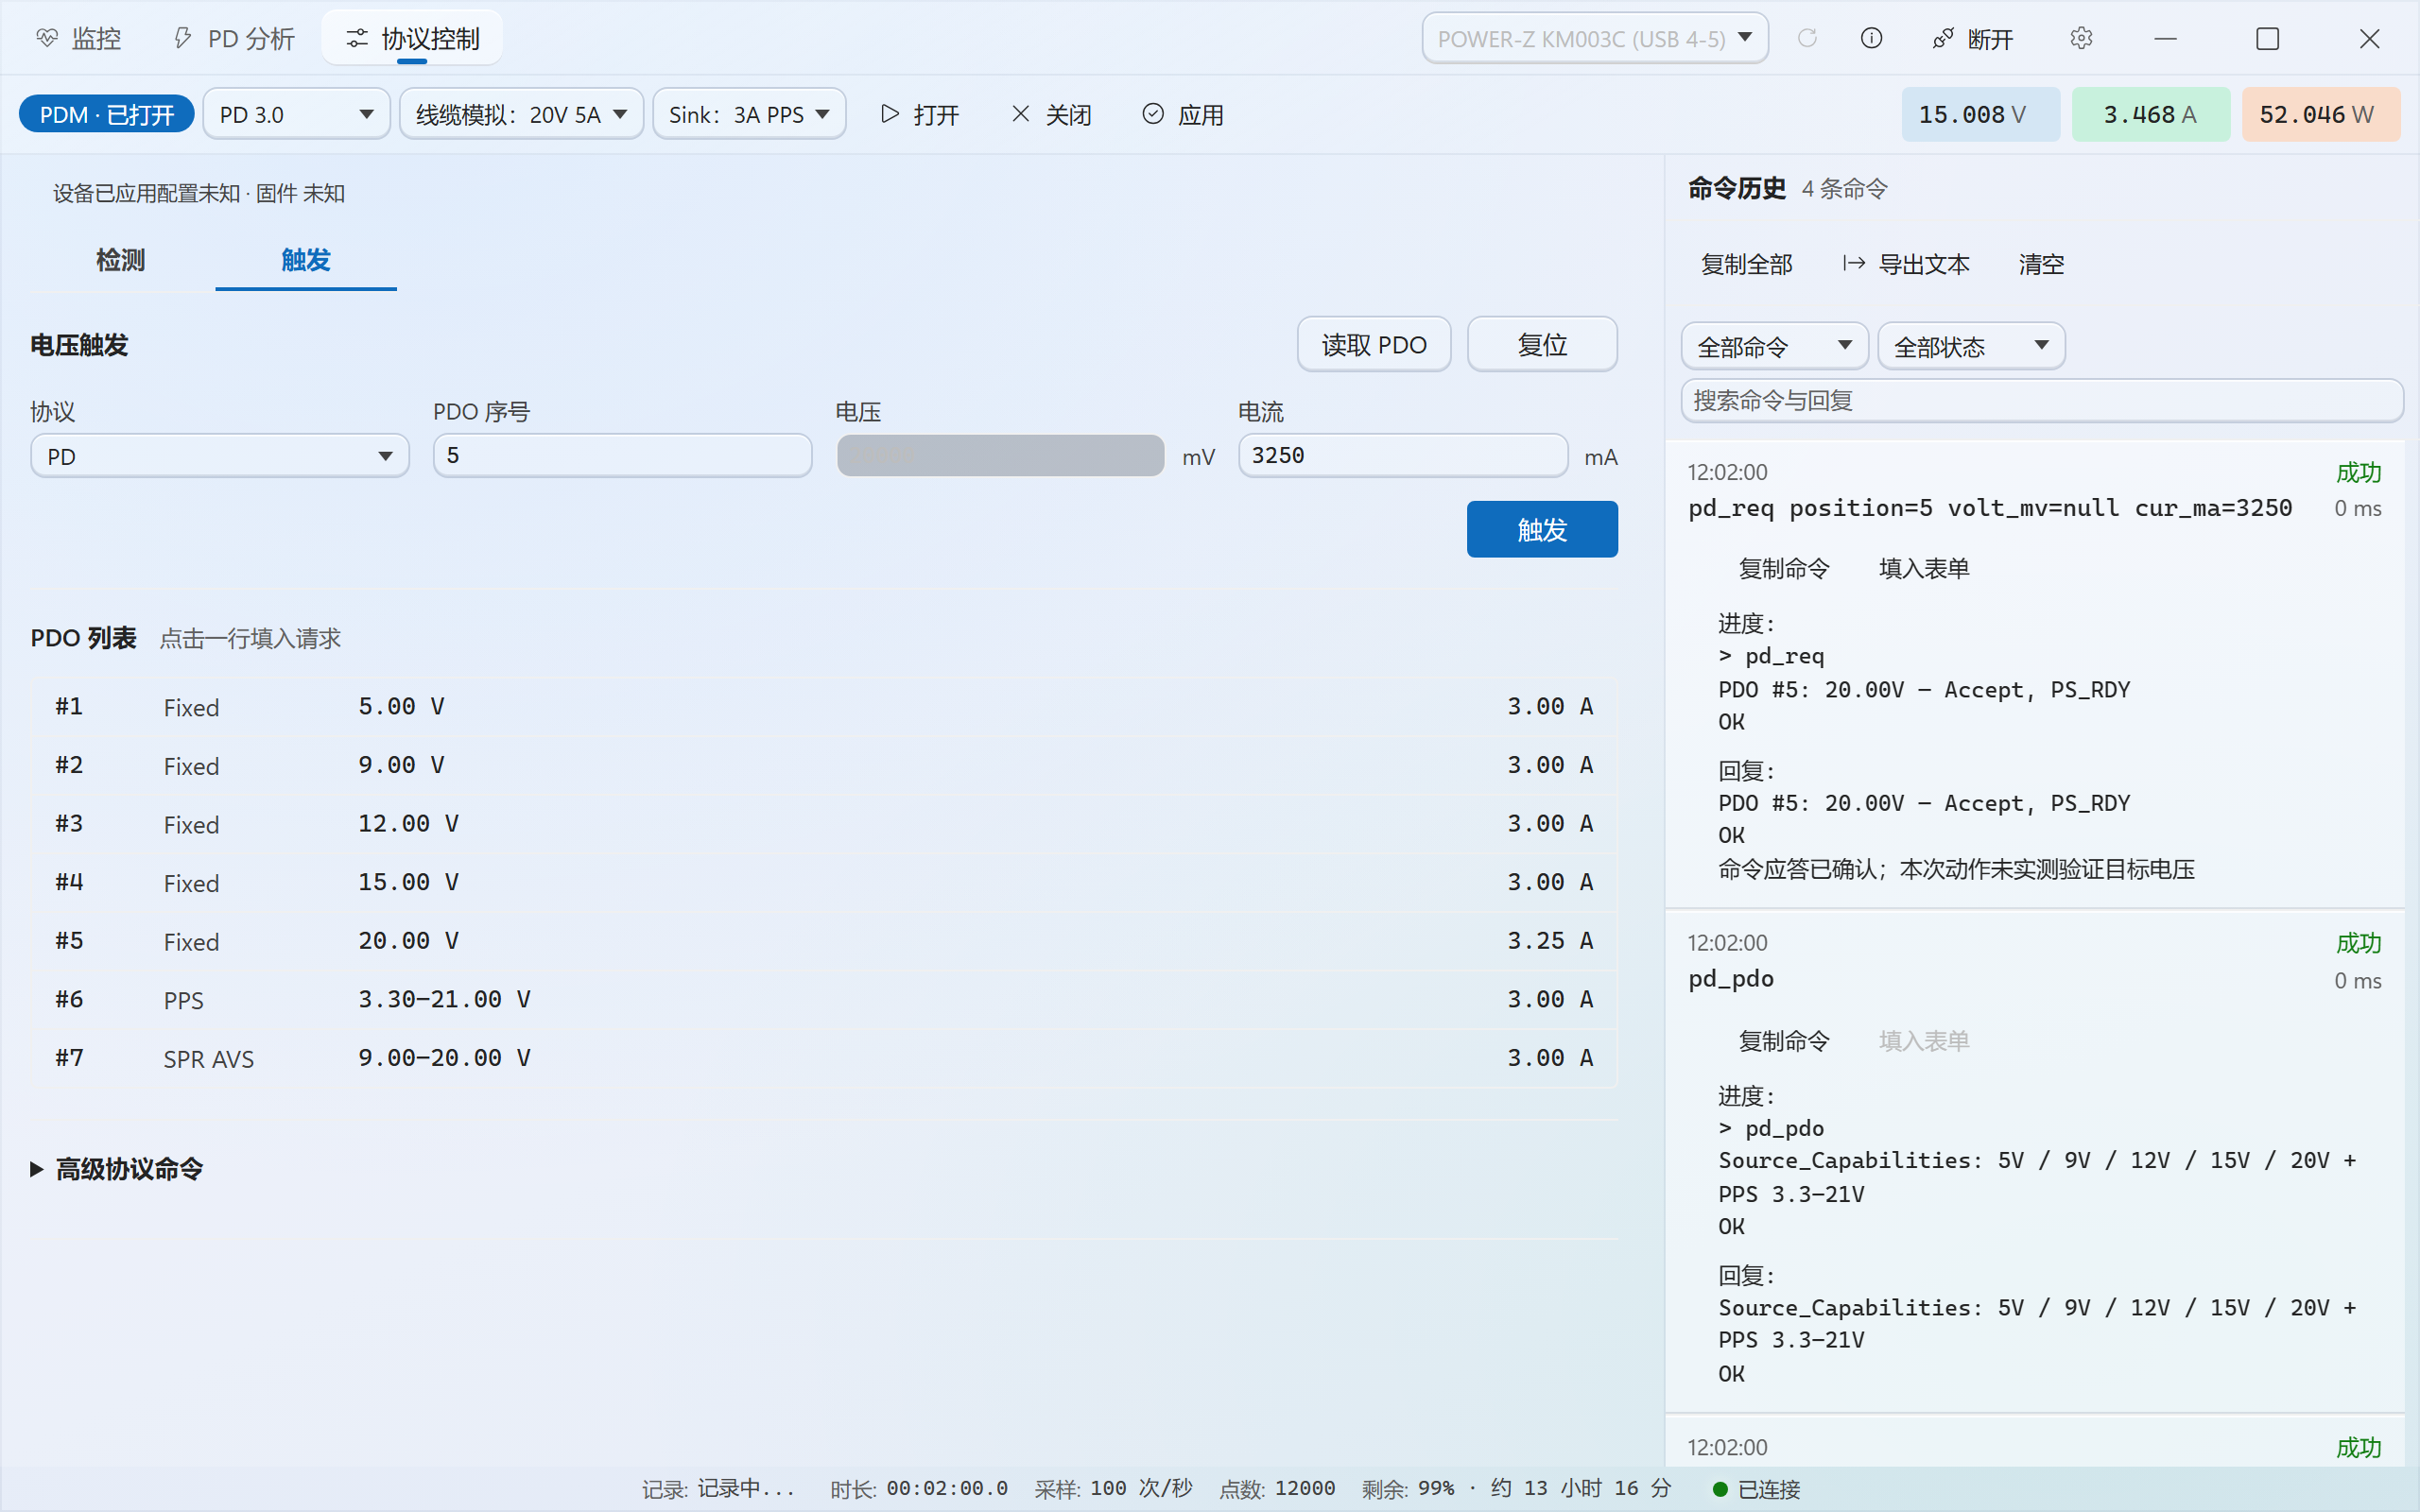 监控 PD 分析 协议控制 POWER-Z KM003C (USB 4-5) 断开
PDM · 已打开 PD 3.0 线缆模拟：20V 5A Sink：3A PPS 打开 关闭 应用 15.008 V 3.468 A 52.046 W
设备已应用配置未知 · 固件 未知
检测 触发
电压触发 读取 PDO 复位
协议 PDO 序号 电压 电流
PD 5 mV 3250 mA
触发
PDO 列表 点击一行填入请求
#1 Fixed 5.00 V 3.00 A
#2 Fixed 9.00 V 3.00 A
#3 Fixed 12.00 V 3.00 A
#4 Fixed 15.00 V 3.00 A
#5 Fixed 20.00 V 3.25 A
#6 PPS 3.30–21.00 V 3.00 A
#7 SPR AVS 9.00–20.00 V 3.00 A
高级协议命令
命令历史 4 条命令
复制全部 导出文本 清空
全部命令 全部状态
搜索命令与回复
12:02:00 成功
pd_req position=5 volt_mv=null cur_ma=3250 0 ms
复制命令 填入表单
进度：
> pd_req
PDO #5: 20.00V — Accept, PS_RDY
OK
回复：
PDO #5: 20.00V — Accept, PS_RDY
OK
命令应答已确认；本次动作未实测验证目标电压
12:02:00 成功
pd_pdo 0 ms
复制命令 填入表单
进度：
> pd_pdo
Source_Capabilities: 5V / 9V / 12V / 15V / 20V +
PPS 3.3–21V
OK
回复：
Source_Capabilities: 5V / 9V / 12V / 15V / 20V +
PPS 3.3–21V
OK
12:02:00 成功
记录: 记录中... 时长: 00:02:00.0 采样: 100 次/秒 点数: 12000 剩余: 99% · 约 13 小时 16 分 已连接